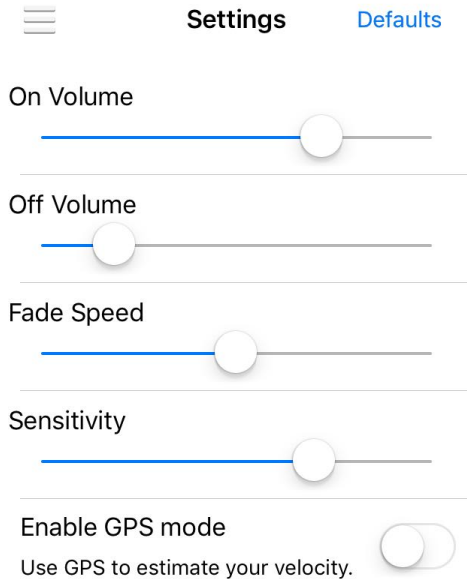 Settings Defaults
On Volume
Off Volume
Fade Speed
Sensitivity
Enable GPS mode
Use GPS to estimate your velocity.